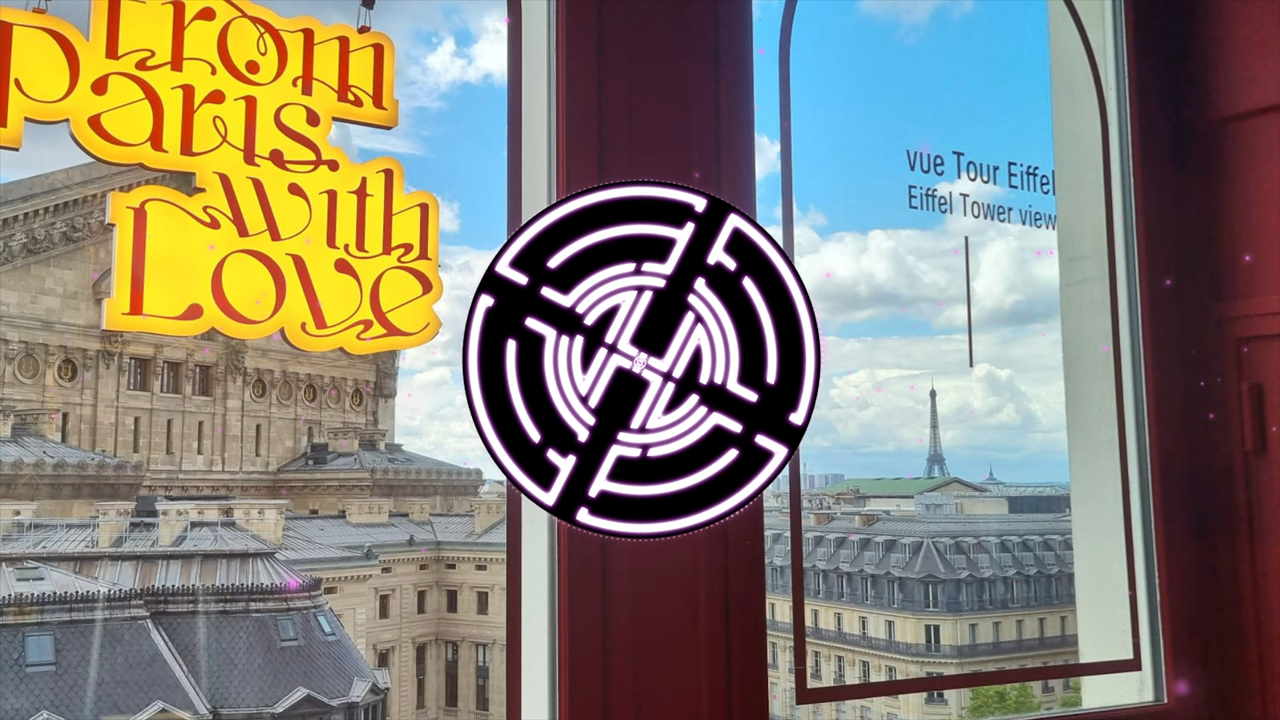 from
Paris
with
Love
vue Tour Eiffel
Eiffel Tower view